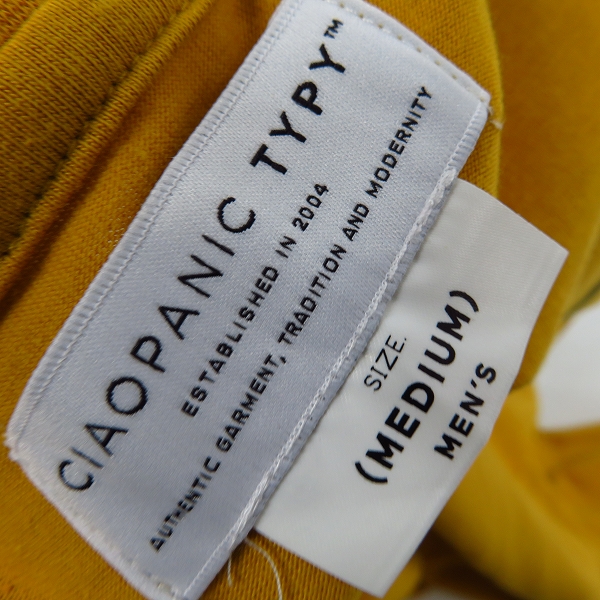 CIAOPANIC TYPY™
ESTABLISHED IN 2004
AUTHENTIC GARMENT, TRADITION AND MODERNITY
SIZE.
(MEDIUM)
MEN'S